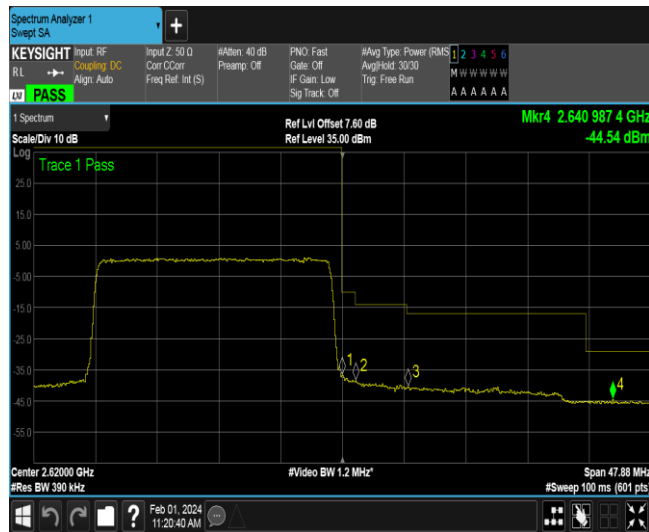 Spectrum Analyzer 1
Swept SA
+
KEYSIGHT
RL
LXI PASS
Input: RF
Coupling: DC
Align: Auto
Input Z: 50 Ω
Corr CCorr
Freq Ref: Int (S)
#Atten: 40 dB
Preamp: Off
PNO: Fast
Gate: Off
IF Gain: Low
Sig Track: Off
#Avg Type: Power (RMS
Avg|Hold: 30/30
Trig: Free Run
1 2 3 4 5 6
M W W W W W
A A A A A A
1 Spectrum
Scale/Div 10 dB
Ref Lvl Offset 7.60 dB
Ref Level 35.00 dBm
Mkr4 2.640 987 4 GHz
-44.54 dBm
Log
Trace 1 Pass
25.0
15.0
5.00
-5.00
-15.0
-25.0
-35.0
-45.0
-55.0
1
2
3
4
Center 2.62000 GHz
#Res BW 390 kHz
#Video BW 1.2 MHz*
Span 47.88 MHz
#Sweep 100 ms (601 pts)
?
Feb 01, 2024
11:20:40 AM